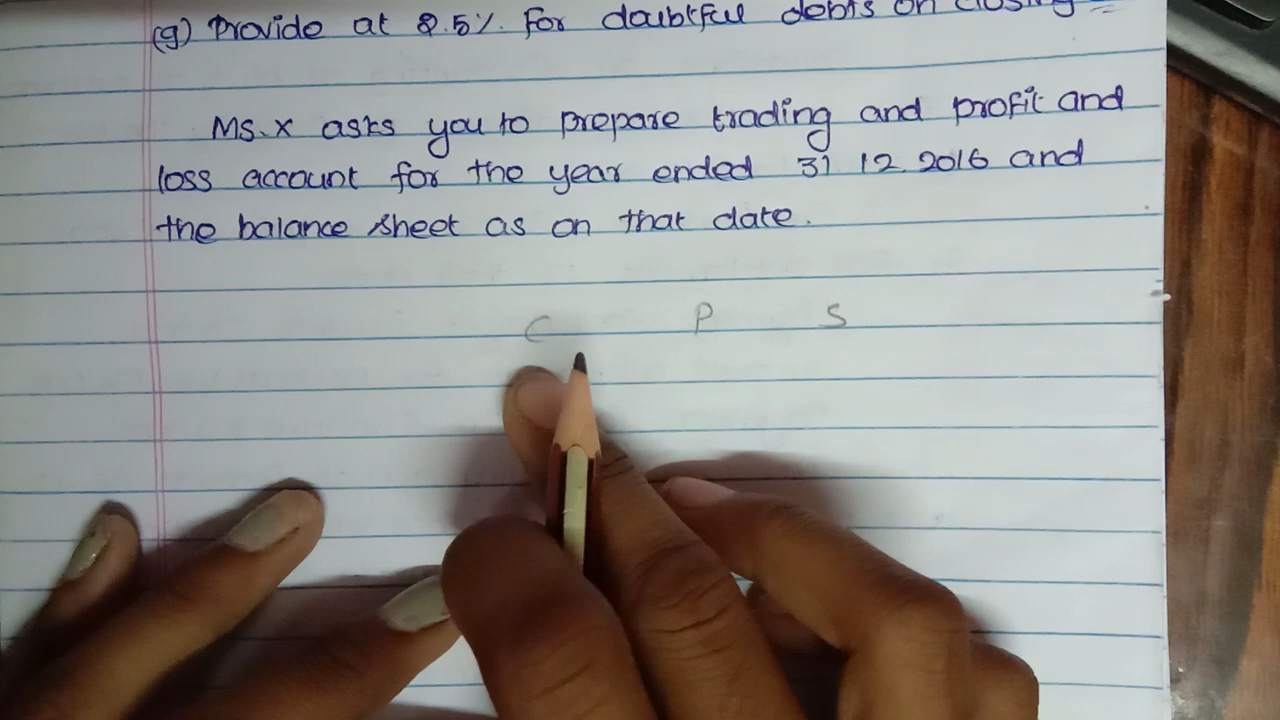 (g) Provide at 2.5%. For doubtful debts on closing
Ms. X asks you to prepare trading and profit and
loss account for the year ended 31 12 2016 and
the balance sheet as on that date.
C P S